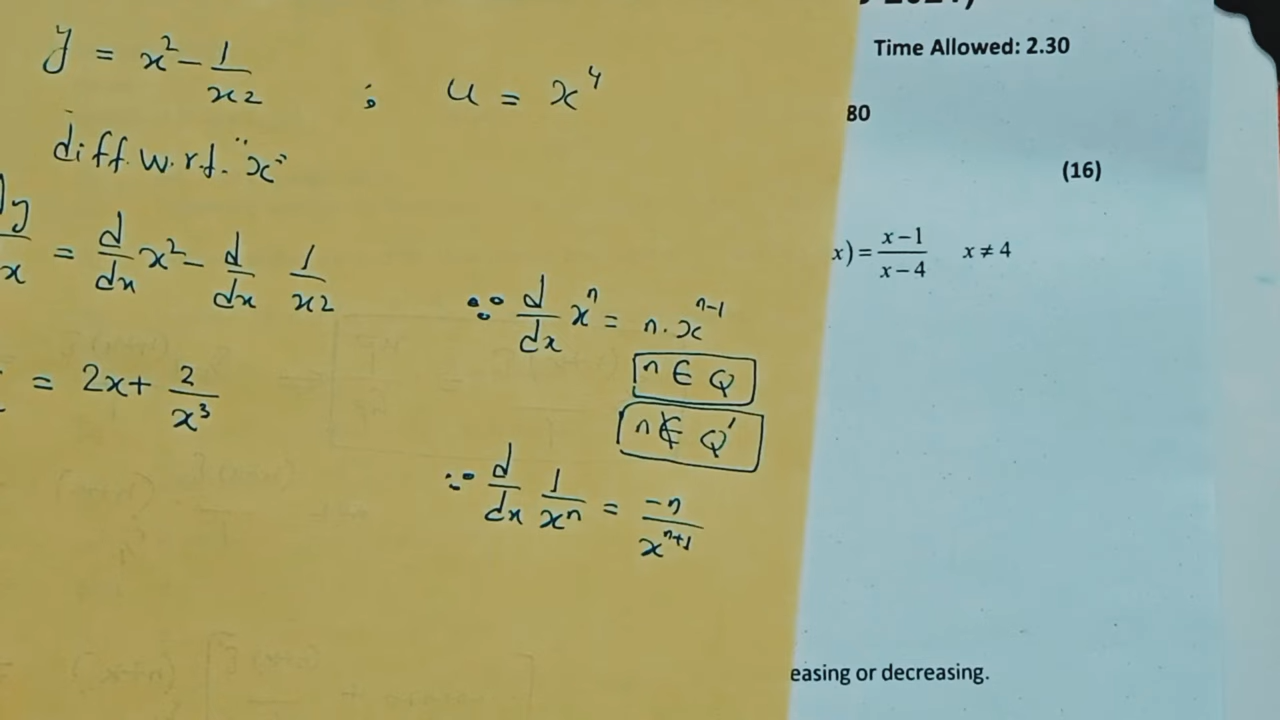 y = x² - 1/x2 ; u = x⁴
diff. w.r.t. "x"
dy/x = d/dx x² - d/dx 1/x2
= 2x + 2/x³
∵ d/dx xⁿ = n. xⁿ⁻¹
n ∈ Q
n ∉ Q'
∵ d/dx 1/xⁿ = -n/xⁿ⁺¹
Time Allowed: 2.30
80
(16)
x) = x-1/x-4 x ≠ 4
easing or decreasing.